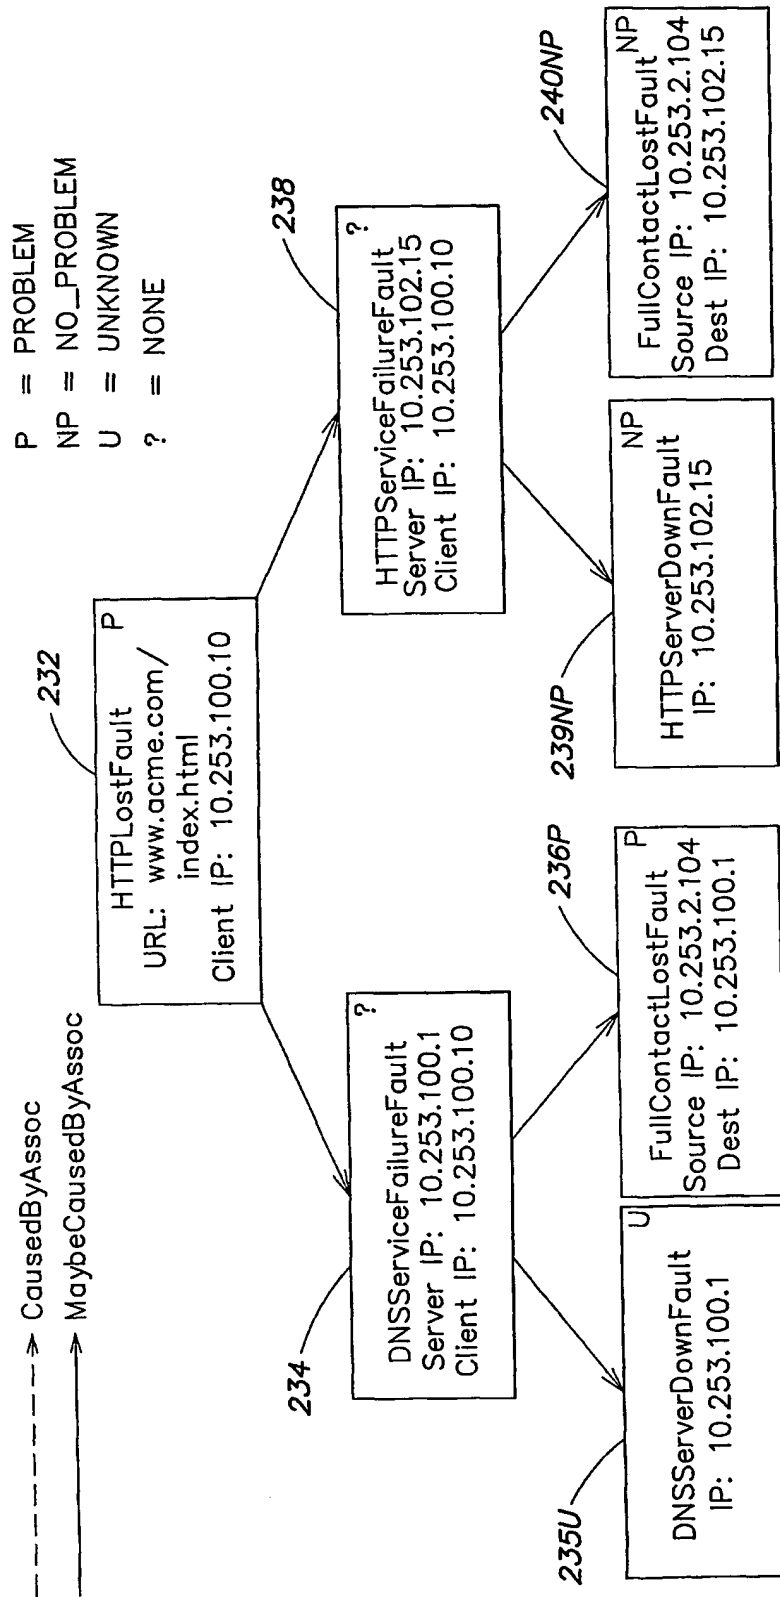 CausedByAssoc
MaybeCausedByAssoc
P = PROBLEM
NP = NO_PROBLEM
U = UNKNOWN
? = NONE
232
HTTPLostFault
P
URL: www.acme.com/
index.html
Client IP: 10.253.100.10
234
DNSServiceFailureFault
?
Server IP: 10.253.100.1
Client IP: 10.253.100.10
238
HTTPServiceFailureFault
?
Server IP: 10.253.102.15
Client IP: 10.253.100.10
235U
DNSServerDownFault
U
IP: 10.253.100.1
236P
FullContactLostFault
P
Source IP: 10.253.2.104
Dest IP: 10.253.100.1
239NP
HTTPServerDownFault
NP
IP: 10.253.102.15
240NP
FullContactLostFault
NP
Source IP: 10.253.2.104
Dest IP: 10.253.102.15